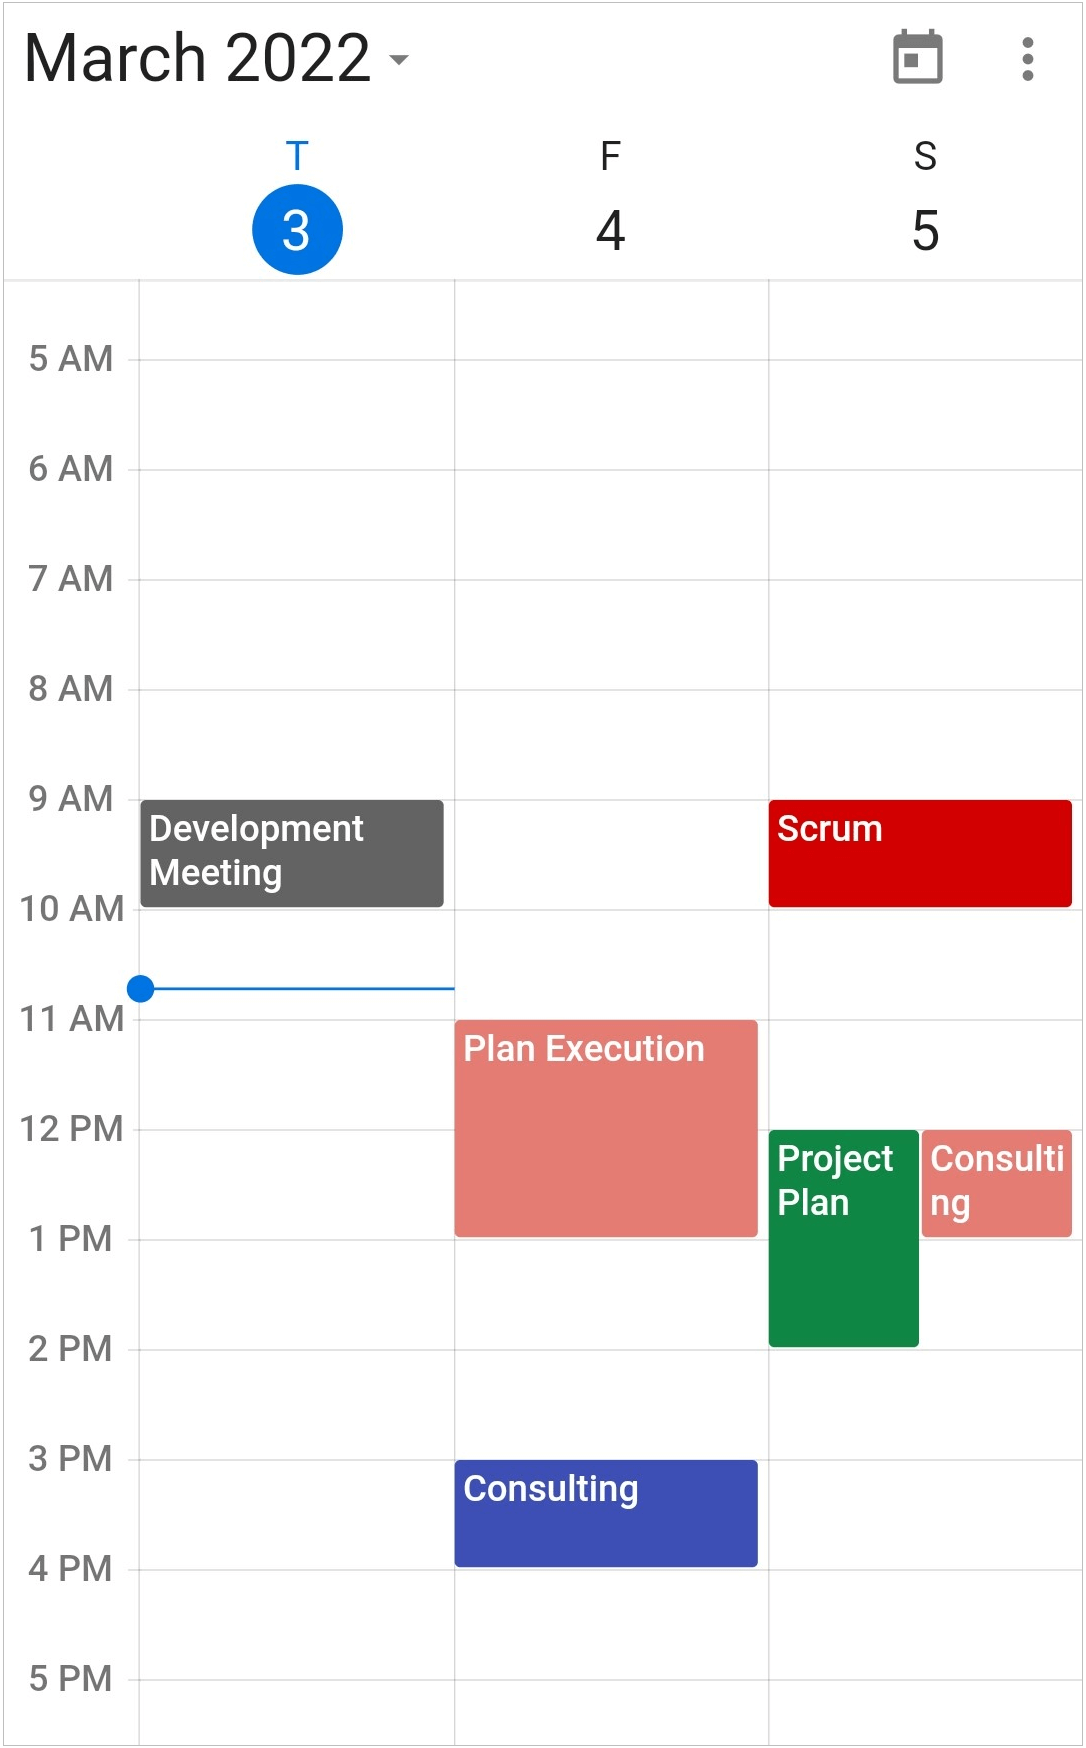 March 2022
T F S
3 4 5
5 AM
6 AM
7 AM
8 AM
9 AM
Development
Meeting
Scrum
10 AM
11 AM
Plan Execution
12 PM
Project
Plan
Consulti
ng
1 PM
2 PM
3 PM
Consulting
4 PM
5 PM